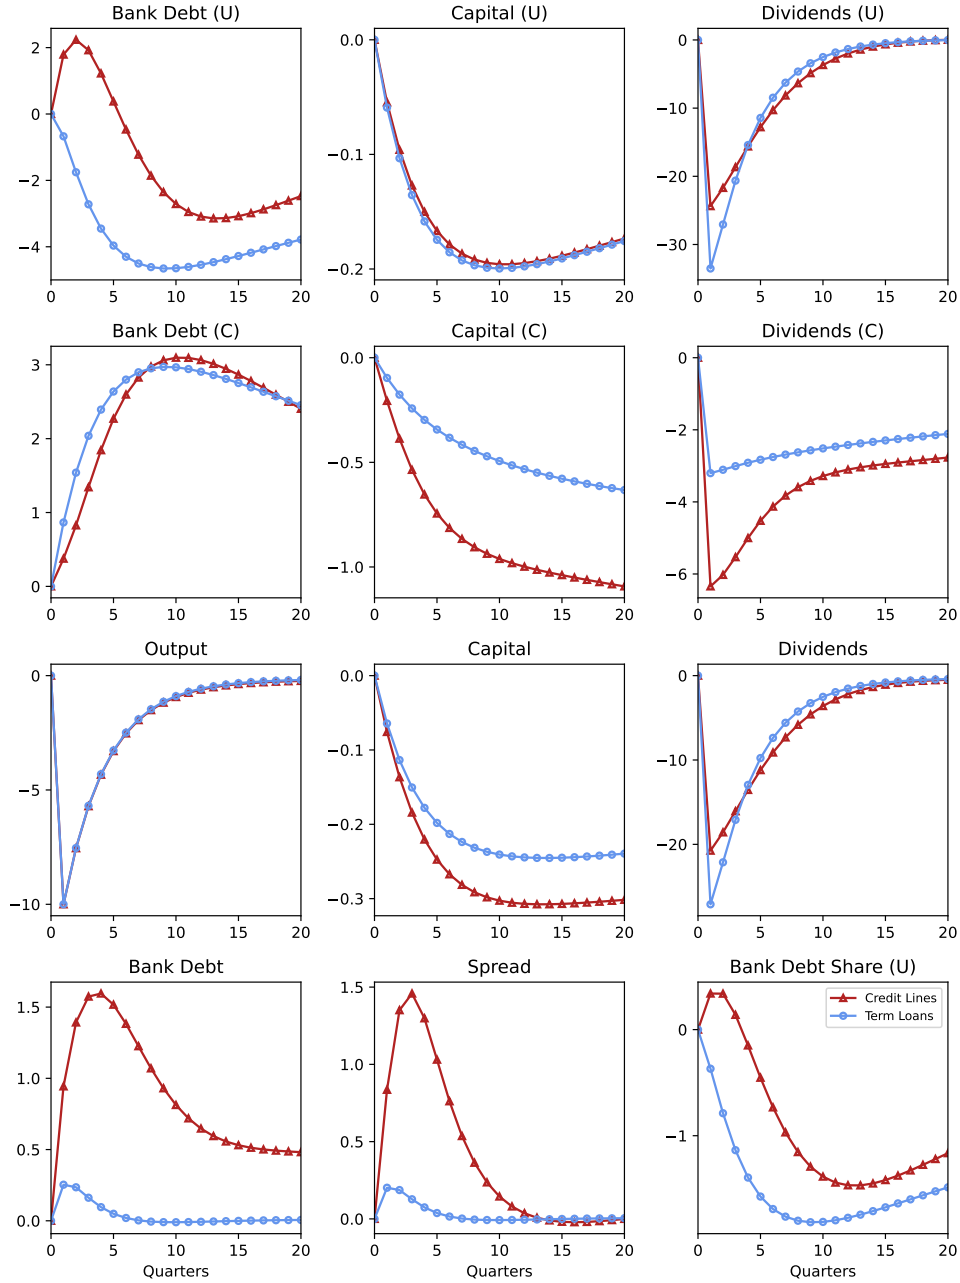 Bank Debt (U)
Capital (U)
Dividends (U)
2
0
−2
−4
0 5 10 15 20
0.0
−0.1
−0.2
0 5 10 15 20
0
−10
−20
−30
0 5 10 15 20
Bank Debt (C)
Capital (C)
Dividends (C)
3
2
1
0
0 5 10 15 20
0.0
−0.5
−1.0
0 5 10 15 20
0
−2
−4
−6
0 5 10 15 20
Output
Capital
Dividends
0
−5
−10
0 5 10 15 20
0.0
−0.1
−0.2
−0.3
0 5 10 15 20
0
−10
−20
0 5 10 15 20
Bank Debt
Spread
Bank Debt Share (U)
1.5
1.0
0.5
0.0
0 5 10 15 20
Quarters
1.5
1.0
0.5
0.0
0 5 10 15 20
Quarters
Credit Lines
Term Loans
0
−1
0 5 10 15 20
Quarters